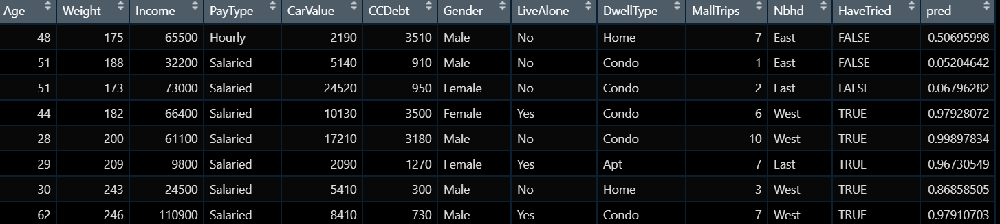 Age Weight Income PayType CarValue CCDebt Gender LiveAlone DwellType MallTrips Nbhd HaveTried pred
48 175 65500 Hourly 2190 3510 Male No Home 7 East FALSE 0.50695998
51 188 32200 Salaried 5140 910 Male No Condo 1 East FALSE 0.05204642
51 173 73000 Salaried 24520 950 Female No Condo 2 East FALSE 0.06796282
44 182 66400 Salaried 10130 3500 Female Yes Condo 6 West TRUE 0.97928072
28 200 61100 Salaried 17210 3180 Male No Condo 10 West TRUE 0.99897834
29 209 9800 Salaried 2090 1270 Female Yes Apt 7 East TRUE 0.96730549
30 243 24500 Salaried 5410 300 Male No Home 3 West TRUE 0.86858505
62 246 110900 Salaried 8410 730 Male Yes Condo 7 West TRUE 0.97910703